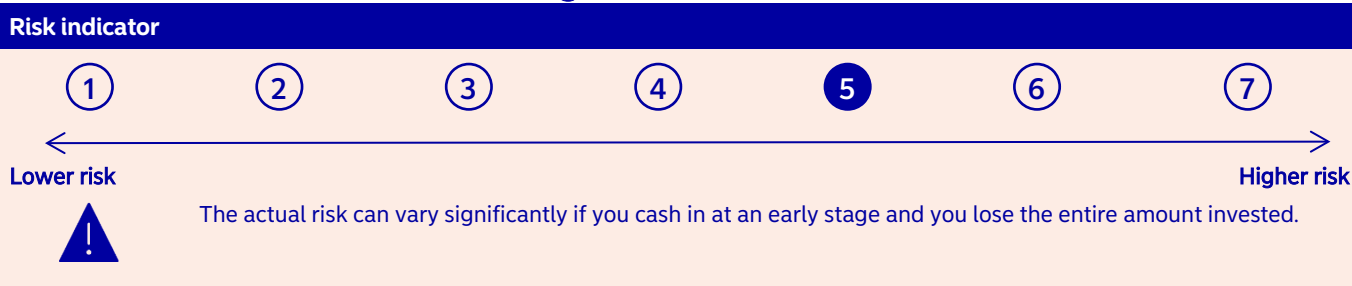 Risk indicator
1 2 3 4 5 6 7
Lower risk Higher risk
! The actual risk can vary significantly if you cash in at an early stage and you lose the entire amount invested.